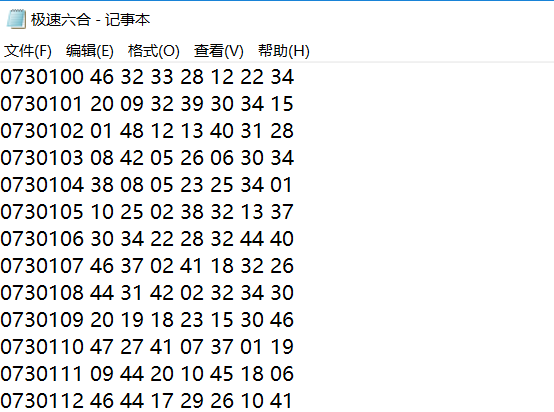 极速六合 - 记事本
文件(F) 编辑(E) 格式(O) 查看(V) 帮助(H)
0730100 46 32 33 28 12 22 34
0730101 20 09 32 39 30 34 15
0730102 01 48 12 13 40 31 28
0730103 08 42 05 26 06 30 34
0730104 38 08 05 23 25 34 01
0730105 10 25 02 38 32 13 37
0730106 30 34 22 28 32 44 40
0730107 46 37 02 41 18 32 26
0730108 44 31 42 02 32 34 30
0730109 20 19 18 23 15 30 46
0730110 47 27 41 07 37 01 19
0730111 09 44 20 10 45 18 06
0730112 46 44 17 29 26 10 41